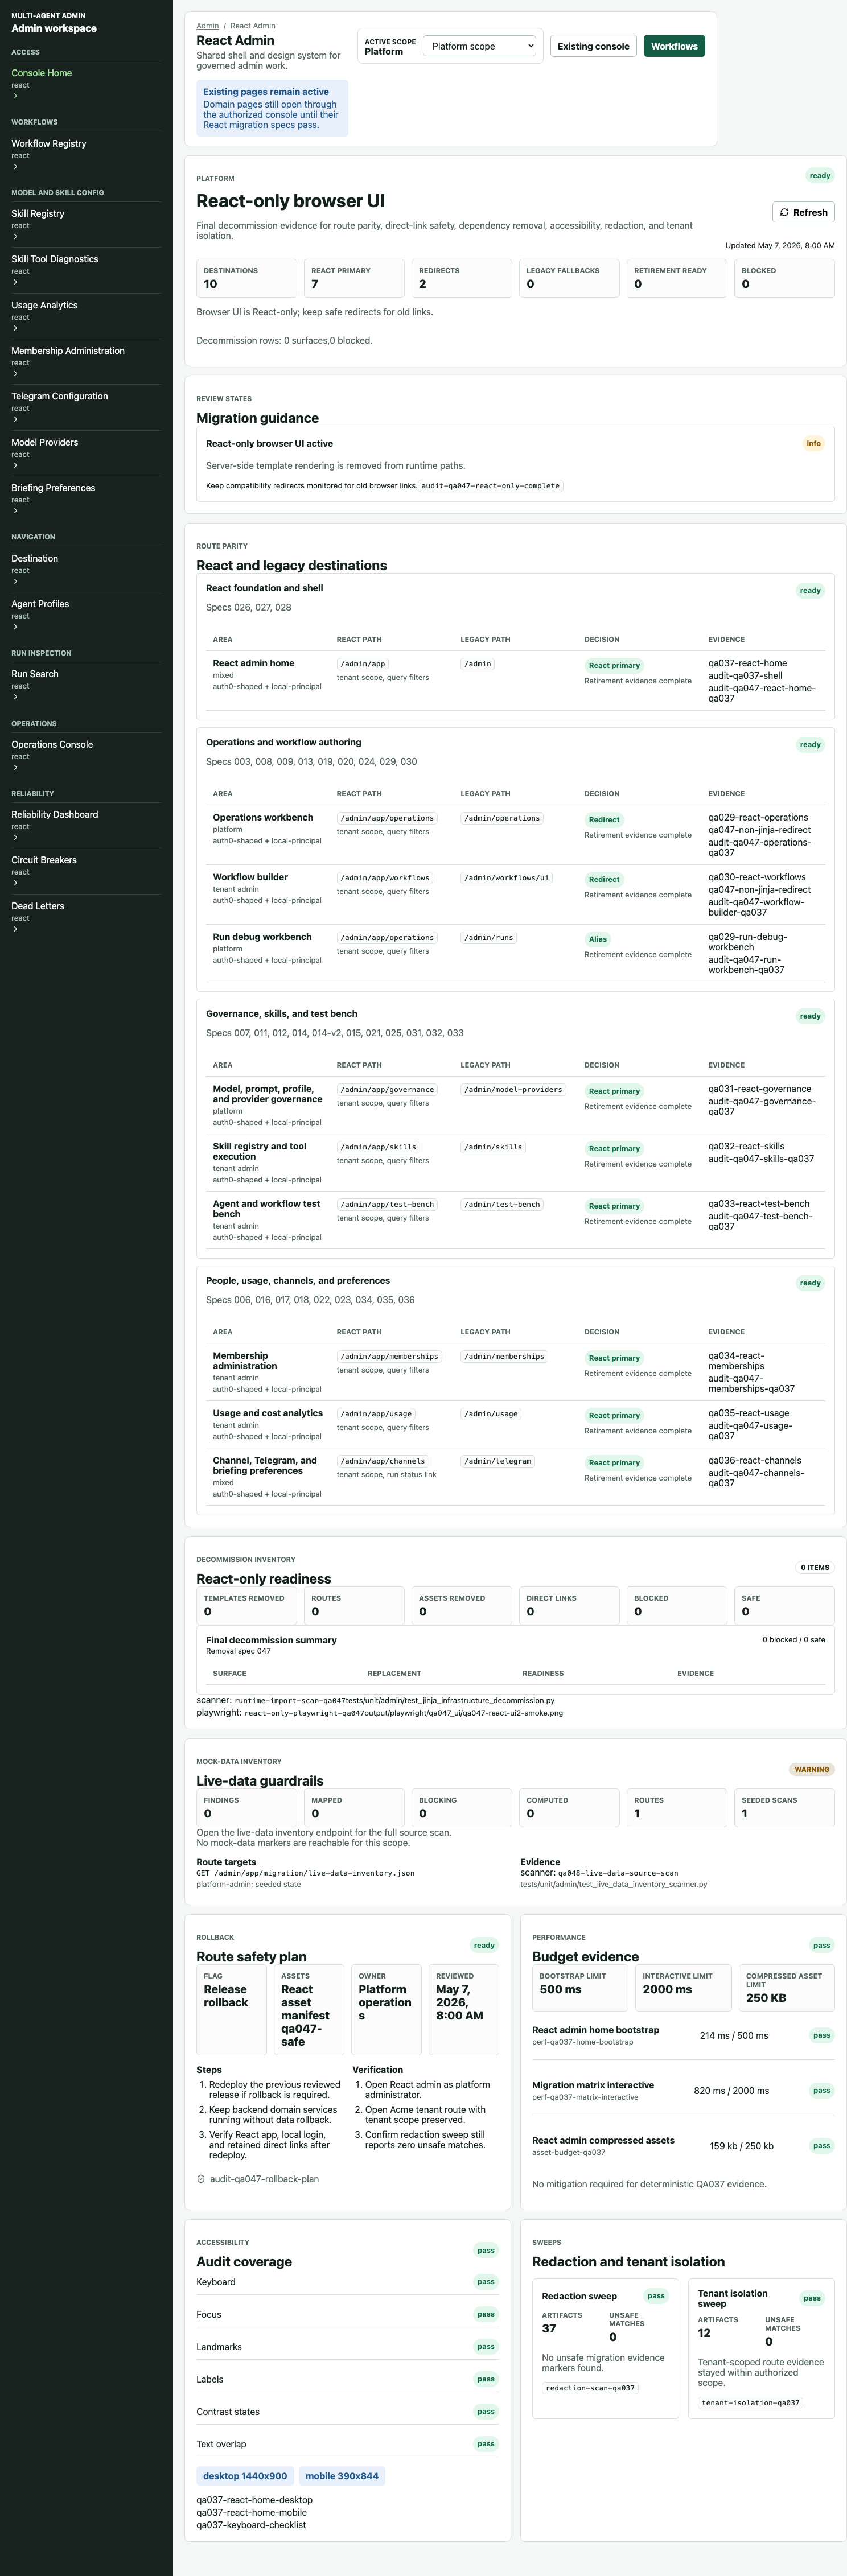 MULTI-AGENT ADMIN
Admin workspace
ACCESS
Console Home
react
WORKFLOWS
Workflow Registry
react
MODEL AND SKILL CONFIG
Skill Registry
react
Skill Tool Diagnostics
react
Usage Analytics
react
Membership Administration
react
Telegram Configuration
react
Model Providers
react
Briefing Preferences
react
NAVIGATION
Destination
react
Agent Profiles
react
RUN INSPECTION
Run Search
react
OPERATIONS
Operations Console
react
RELIABILITY
Reliability Dashboard
react
Circuit Breakers
react
Dead Letters
react
Admin / React Admin
React Admin
Shared shell and design system for
governed admin work.
ACTIVE SCOPE
Platform
Platform scope
Existing console
Workflows
Existing pages remain active
Domain pages still open through
the authorized console until their
React migration specs pass.
PLATFORM
ready
React-only browser UI
Refresh
Final decommission evidence for route parity, direct-link safety, dependency removal, accessibility, redaction, and tenant
isolation.
Updated May 7, 2026, 8:00 AM
DESTINATIONS
10
REACT PRIMARY
7
REDIRECTS
2
LEGACY FALLBACKS
0
RETIREMENT READY
0
BLOCKED
0
Browser UI is React-only; keep safe redirects for old links.
Decommission rows: 0 surfaces,0 blocked.
REVIEW STATES
Migration guidance
React-only browser UI active
info
Server-side template rendering is removed from runtime paths.
Keep compatibility redirects monitored for old browser links. audit-qa047-react-only-complete
ROUTE PARITY
React and legacy destinations
React foundation and shell
ready
Specs 026, 027, 028
AREA REACT PATH LEGACY PATH DECISION EVIDENCE
React admin home
mixed
auth0-shaped + local-principal
/admin/app
tenant scope, query filters
/admin
React primary
Retirement evidence complete
qa037-react-home
audit-qa037-shell
audit-qa047-react-home-
qa037
Operations and workflow authoring
ready
Specs 003, 008, 009, 013, 019, 020, 024, 029, 030
AREA REACT PATH LEGACY PATH DECISION EVIDENCE
Operations workbench
platform
auth0-shaped + local-principal
/admin/app/operations
tenant scope, query filters
/admin/operations
Redirect
Retirement evidence complete
qa029-react-operations
qa047-non-jinja-redirect
audit-qa047-operations-
qa037
Workflow builder
tenant admin
auth0-shaped + local-principal
/admin/app/workflows
tenant scope, query filters
/admin/workflows/ui
Redirect
Retirement evidence complete
qa030-react-workflows
qa047-non-jinja-redirect
audit-qa047-workflow-
builder-qa037
Run debug workbench
platform
auth0-shaped + local-principal
/admin/app/operations
tenant scope, query filters
/admin/runs
Alias
Retirement evidence complete
qa029-run-debug-
workbench
audit-qa047-run-
workbench-qa037
Governance, skills, and test bench
ready
Specs 007, 011, 012, 014, 014-v2, 015, 021, 025, 031, 032, 033
AREA REACT PATH LEGACY PATH DECISION EVIDENCE
Model, prompt, profile,
and provider governance
platform
auth0-shaped + local-principal
/admin/app/governance
tenant scope, query filters
/admin/model-providers
React primary
Retirement evidence complete
qa031-react-governance
audit-qa047-governance-
qa037
Skill registry and tool
execution
tenant admin
auth0-shaped + local-principal
/admin/app/skills
tenant scope, query filters
/admin/skills
React primary
Retirement evidence complete
qa032-react-skills
audit-qa047-skills-qa037
Agent and workflow test
bench
tenant admin
auth0-shaped + local-principal
/admin/app/test-bench
tenant scope, query filters
/admin/test-bench
React primary
Retirement evidence complete
qa033-react-test-bench
audit-qa047-test-bench-
qa037
People, usage, channels, and preferences
ready
Specs 006, 016, 017, 018, 022, 023, 034, 035, 036
AREA REACT PATH LEGACY PATH DECISION EVIDENCE
Membership
administration
tenant admin
auth0-shaped + local-principal
/admin/app/memberships
tenant scope, query filters
/admin/memberships
React primary
Retirement evidence complete
qa034-react-
memberships
audit-qa047-
memberships-qa037
Usage and cost analytics
tenant admin
auth0-shaped + local-principal
/admin/app/usage
tenant scope, query filters
/admin/usage
React primary
Retirement evidence complete
qa035-react-usage
audit-qa047-usage-
qa037
Channel, Telegram, and
briefing preferences
mixed
auth0-shaped + local-principal
/admin/app/channels
tenant scope, run status link
/admin/telegram
React primary
Retirement evidence complete
qa036-react-channels
audit-qa047-channels-
qa037
DECOMMISSION INVENTORY
0 ITEMS
React-only readiness
TEMPLATES REMOVED
0
ROUTES
0
ASSETS REMOVED
0
DIRECT LINKS
0
BLOCKED
0
SAFE
0
Final decommission summary
0 blocked / 0 safe
Removal spec 047
SURFACE REPLACEMENT READINESS EVIDENCE
scanner: runtime-import-scan-qa047tests/unit/admin/test_jinja_infrastructure_decommission.py
playwright: react-only-playwright-qa047output/playwright/qa047_ui/qa047-react-ui2-smoke.png
MOCK-DATA INVENTORY
WARNING
Live-data guardrails
FINDINGS
0
MAPPED
0
BLOCKING
0
COMPUTED
0
ROUTES
1
SEEDED SCANS
1
Open the live-data inventory endpoint for the full source scan.
No mock-data markers are reachable for this scope.
Route targets
GET /admin/app/migration/live-data-inventory.json
platform-admin; seeded state
Evidence
scanner: qa048-live-data-source-scan
tests/unit/admin/test_live_data_inventory_scanner.py
ROLLBACK
ready
Route safety plan
FLAG
Release
rollback
ASSETS
React
asset
manifest
qa047-
safe
OWNER
Platform
operation
s
REVIEWED
May 7,
2026,
8:00 AM
Steps
1. Redeploy the previous reviewed
release if rollback is required.
2. Keep backend domain services
running without data rollback.
3. Verify React app, local login,
and retained direct links after
redeploy.
Verification
1. Open React admin as platform
administrator.
2. Open Acme tenant route with
tenant scope preserved.
3. Confirm redaction sweep still
reports zero unsafe matches.
audit-qa047-rollback-plan
PERFORMANCE
pass
Budget evidence
BOOTSTRAP LIMIT
500 ms
INTERACTIVE LIMIT
2000 ms
COMPRESSED ASSET
LIMIT
250 KB
React admin home bootstrap
perf-qa037-home-bootstrap
214 ms / 500 ms
pass
Migration matrix interactive
perf-qa037-matrix-interactive
820 ms / 2000 ms
pass
React admin compressed assets
asset-budget-qa037
159 kb / 250 kb
pass
No mitigation required for deterministic QA037 evidence.
ACCESSIBILITY
pass
Audit coverage
Keyboard
pass
Focus
pass
Landmarks
pass
Labels
pass
Contrast states
pass
Text overlap
pass
desktop 1440x900
mobile 390x844
qa037-react-home-desktop
qa037-react-home-mobile
qa037-keyboard-checklist
SWEEPS
Redaction and tenant isolation
Redaction sweep
pass
ARTIFACTS
37
UNSAFE
MATCHES
0
No unsafe migration evidence
markers found.
redaction-scan-qa037
Tenant isolation
sweep
pass
ARTIFACTS
12
UNSAFE
MATCHES
0
Tenant-scoped route evidence
stayed within authorized
scope.
tenant-isolation-qa037